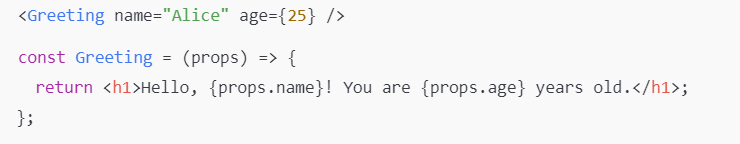 <Greeting name="Alice" age={25} />
const Greeting = (props) => {
  return <h1>Hello, {props.name}! You are {props.age} years old.</h1>;
};